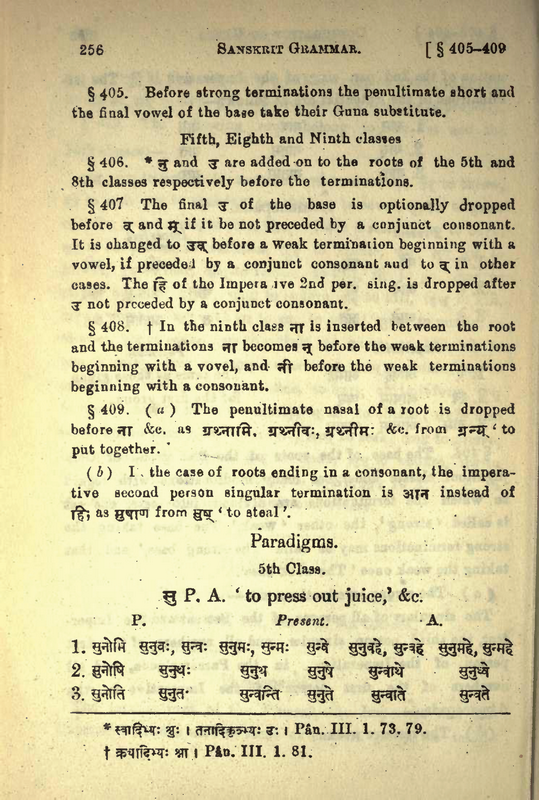 256 SANSKRIT GRAMMAR. [ § 405-409
§ 405. Before strong terminations the penultimate short and
the final vowel of the base take their Guna substitute.
Fifth, Eighth and Ninth classes
§ 406. * नु and उ are added on to the roots of the 5th and
8th classes respectively before the terminations.
§ 407 The final उ of the base is optionally dropped
before व् and म् if it be not preceded by a conjunct consonant.
It is changed to उव् before a weak termination beginning with a
vowel, if preceded by a conjunct consonant and to व् in other
cases. The हि of the Impera ive 2nd per. sing. is dropped after
उ not preceded by a conjunct consonant.
§ 408. † In the ninth class ना is inserted between the root
and the terminations ना becomes न् before the weak terminations
beginning with a vovel, and नी before the weak terminations
beginning with a consonant.
§ 409. ( a ) The penultimate nasal of a root is dropped
before ना &c. as ग्रथ्नामि, ग्रथ्नीवः, ग्रथ्नीमः &c. from ग्रन्थ् ' to
put together. '
( b ) I the case of roots ending in a consonant, the impera-
tive second person singular termination is आन instead of
हि; as मुषाण from मुष् ' to steal '.
Paradigms.
5th Class.
सु P. A. ' to press out juice,' &c.
P. Present. A.
1. सुनोमि सुनुवः, सुन्वः सुनुमः, सुन्मः सुन्वे सुनुवहे, सुन्वहे सुनुमहे, सुन्महे
2. सुनोषि सुनुथः सुनुथ सुनुषे सुन्वाथे सुनुध्वे
3. सुनोति सुनुतः सुन्वन्ति सुनुते सुन्वाते सुन्वते
* स्वादिभ्यः श्नुः । तनादिकृञ्भ्यः उः । Pân. III. 1. 73, 79.
† क्र्यादिभ्यः श्ना । Pân. III. 1. 81.